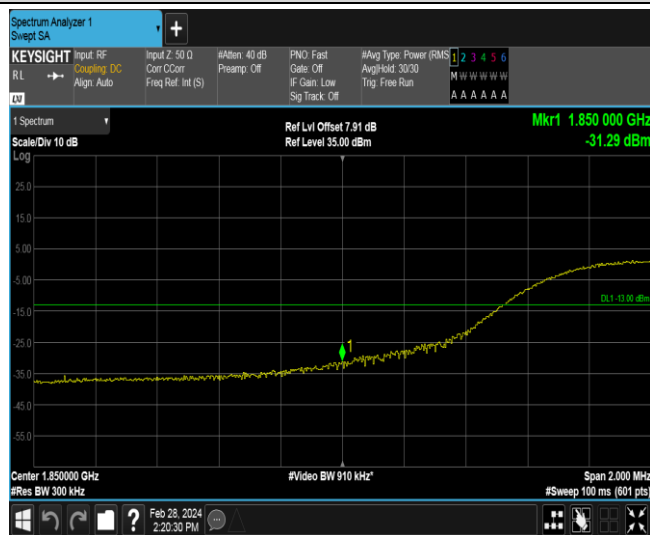 Spectrum Analyzer 1
Swept SA
+
KEYSIGHT
RL
Input: RF
Coupling: DC
Align: Auto
Input Z: 50 Ω
Corr CCorr
Freq Ref: Int (S)
#Atten: 40 dB
Preamp: Off
PNO: Fast
Gate: Off
IF Gain: Low
Sig Track: Off
#Avg Type: Power (RMS
Avg|Hold: 30/30
Trig: Free Run
1 2 3 4 5 6
M W W W W W
A A A A A A
LXI
1 Spectrum
Scale/Div 10 dB
Log
Ref Lvl Offset 7.91 dB
Ref Level 35.00 dBm
Mkr1 1.850 000 GHz
-31.29 dBm
25.0
15.0
5.00
-5.00
-15.0
-25.0
-35.0
-45.0
-55.0
DL1 -13.00 dBm
1
Center 1.850000 GHz
#Res BW 300 kHz
#Video BW 910 kHz*
Span 2.000 MHz
#Sweep 100 ms (601 pts)
?
Feb 28, 2024
2:20:30 PM